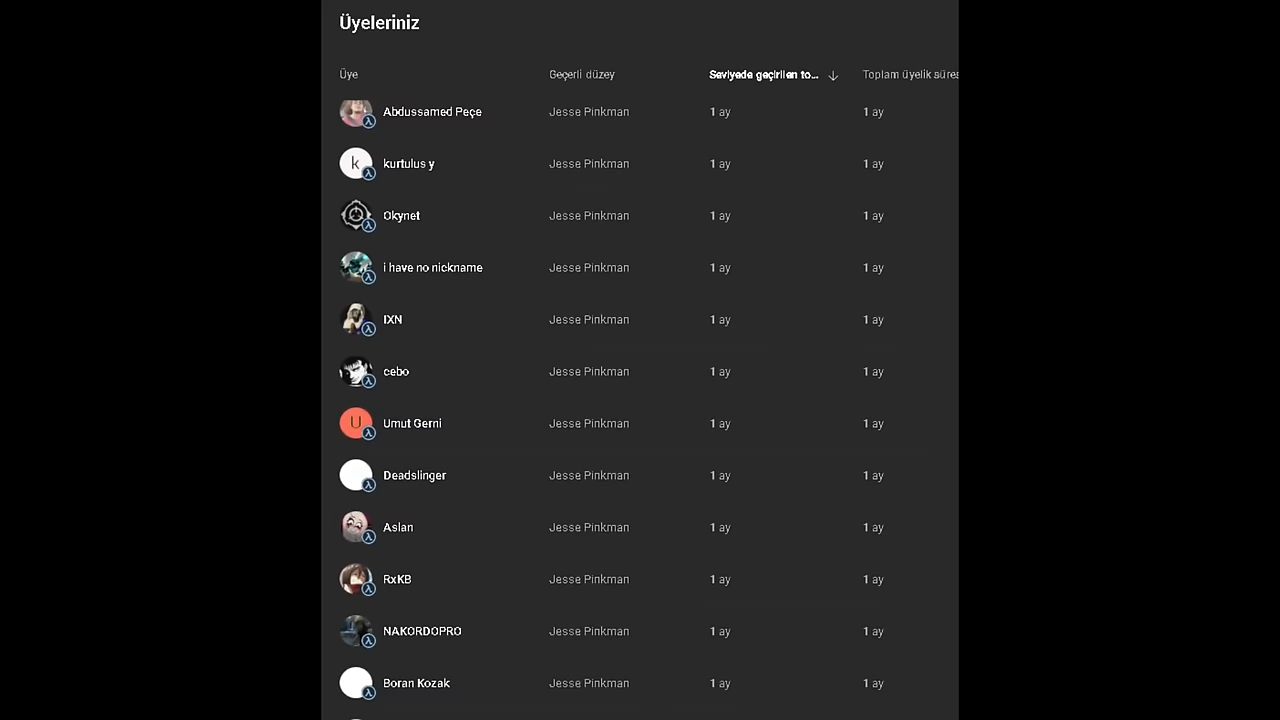 Üyeleriniz
Üye Geçerli düzey Seviyede geçirilen to... Toplam üyelik süres
Abdussamed Peçe Jesse Pinkman 1 ay 1 ay
k kurtulus y Jesse Pinkman 1 ay 1 ay
Okynet Jesse Pinkman 1 ay 1 ay
i have no nickname Jesse Pinkman 1 ay 1 ay
IXN Jesse Pinkman 1 ay 1 ay
cebo Jesse Pinkman 1 ay 1 ay
U Umut Gerni Jesse Pinkman 1 ay 1 ay
Deadslinger Jesse Pinkman 1 ay 1 ay
Aslan Jesse Pinkman 1 ay 1 ay
RxKB Jesse Pinkman 1 ay 1 ay
NAKORDOPRO Jesse Pinkman 1 ay 1 ay
Boran Kozak Jesse Pinkman 1 ay 1 ay